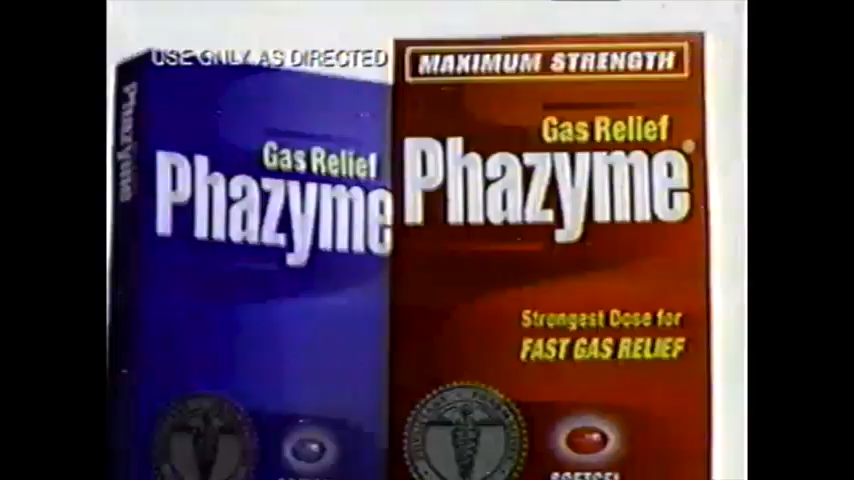 USE ONLY AS DIRECTED
MAXIMUM STRENGTH
Phazyme
Gas Relief
Phazyme
Gas Relief
Phazyme®
Strongest Dose for
FAST GAS RELIEF
SOFTGEL